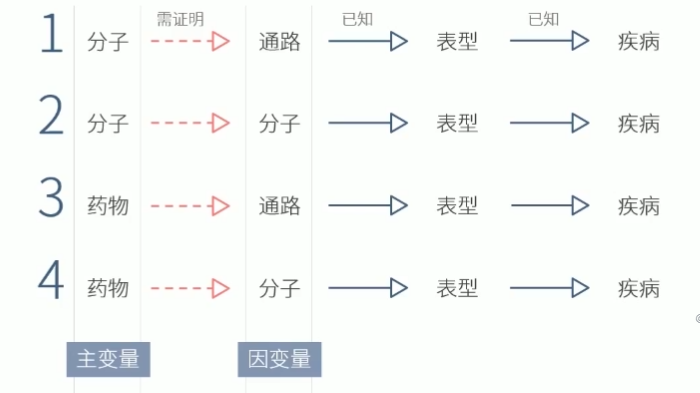 需证明 已知 已知
1 分子 通路 表型 疾病
2 分子 分子 表型 疾病
3 药物 通路 表型 疾病
4 药物 分子 表型 疾病
主变量 因变量